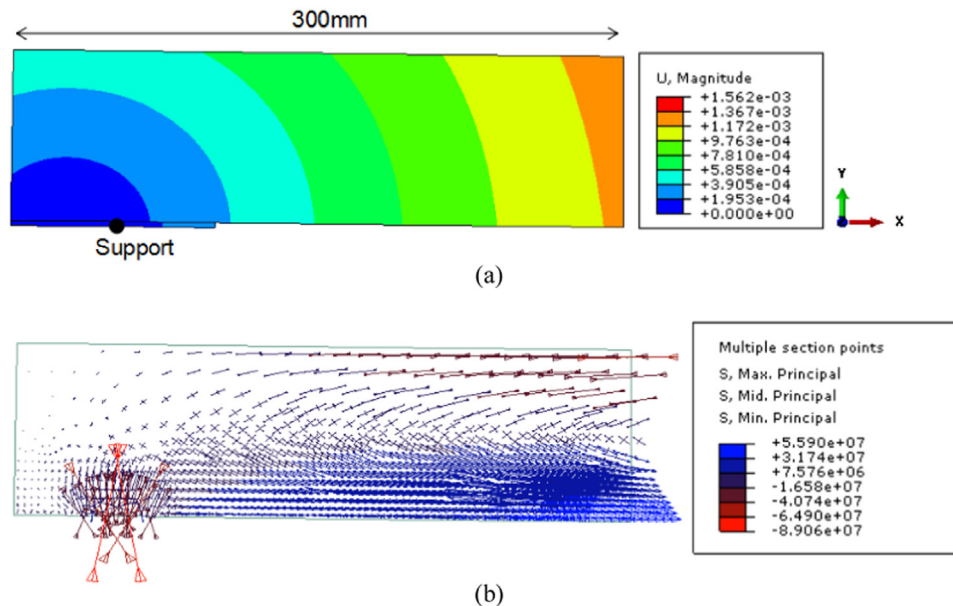 300mm
U, Magnitude
+1.562e-03
+1.367e-03
+1.172e-03
+9.763e-04
+7.810e-04
+5.858e-04
+3.905e-04
+1.953e-04
+0.000e+00
Y
X
Support
(a)
Multiple section points
S, Max. Principal
S, Mid. Principal
S, Min. Principal
+5.590e+07
+3.174e+07
+7.576e+06
-1.658e+07
-4.074e+07
-6.490e+07
-8.906e+07
(b)